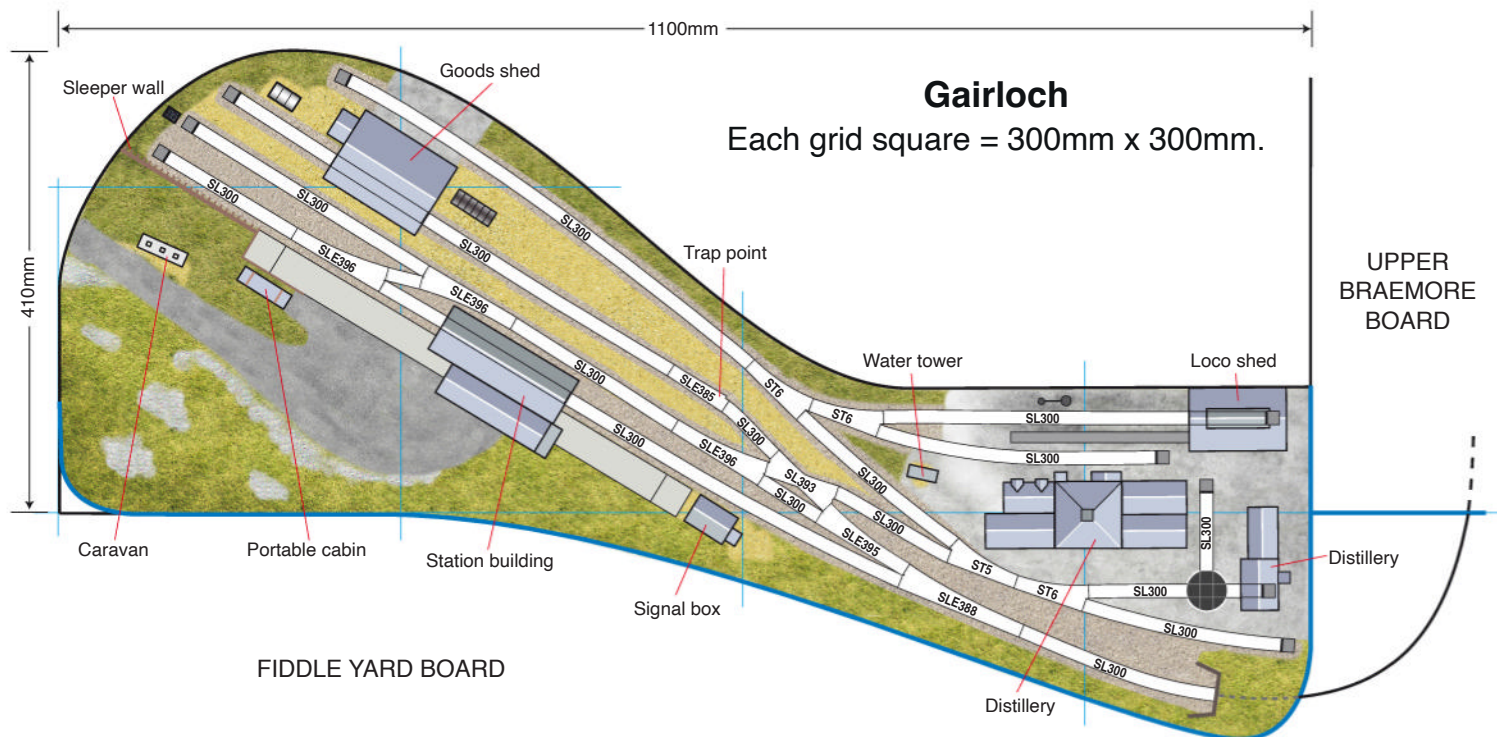 1100mm
Goods shed
Sleeper wall
Gairloch
Each grid square = 300mm x 300mm.
410mm
SL300
SL300
SL300
SL300
SLE396
SLE396
Trap point
UPPER
BRAEMORE
BOARD
Water tower
Loco shed
SL300
SLE385
ST6
ST6
SL300
SL300
SL300
SL300
SLE396
SL393
SL300
SL300
SL300
SL300
SLE395
ST5
ST6
SL300
SLE388
SL300
SL300
Caravan
Portable cabin
Station building
Signal box
Distillery
Distillery
FIDDLE YARD BOARD